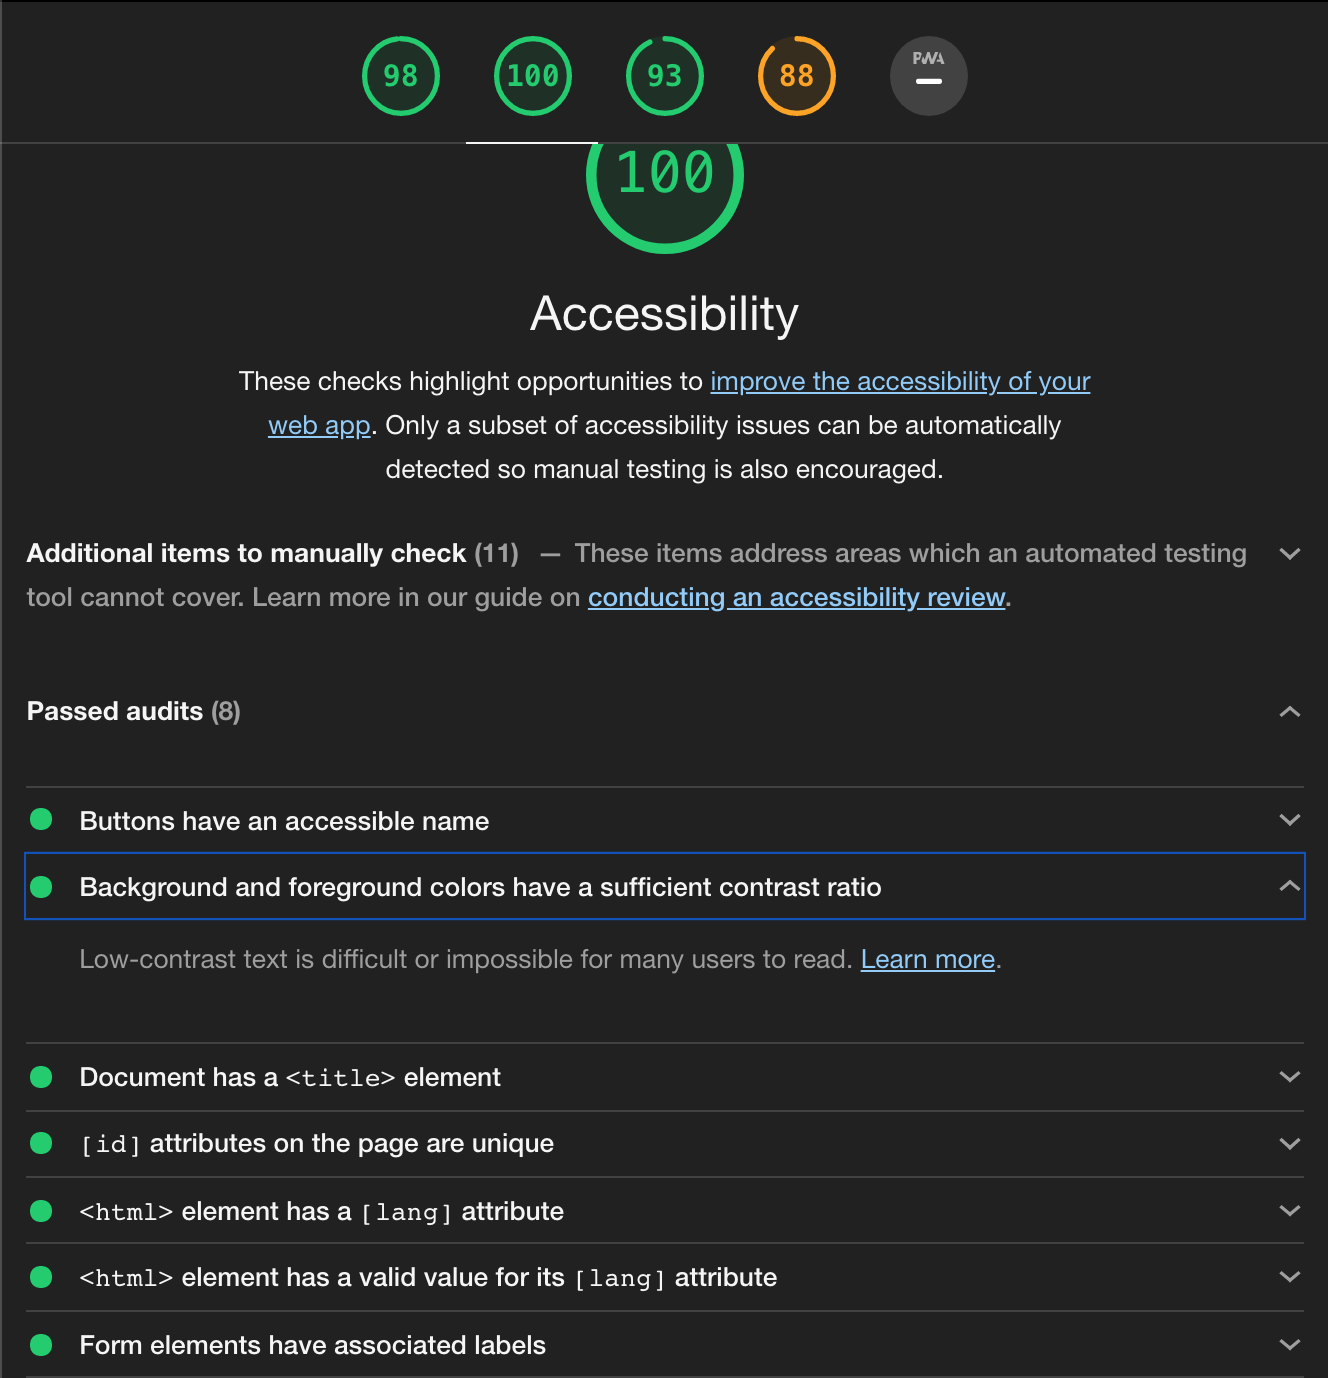 98
100
93
88
PWA
100
Accessibility
These checks highlight opportunities to improve the accessibility of your
web app. Only a subset of accessibility issues can be automatically
detected so manual testing is also encouraged.
Additional items to manually check (11) — These items address areas which an automated testing
tool cannot cover. Learn more in our guide on conducting an accessibility review.
Passed audits (8)
Buttons have an accessible name
Background and foreground colors have a sufficient contrast ratio
Low-contrast text is difficult or impossible for many users to read. Learn more.
Document has a <title> element
[id] attributes on the page are unique
<html> element has a [lang] attribute
<html> element has a valid value for its [lang] attribute
Form elements have associated labels